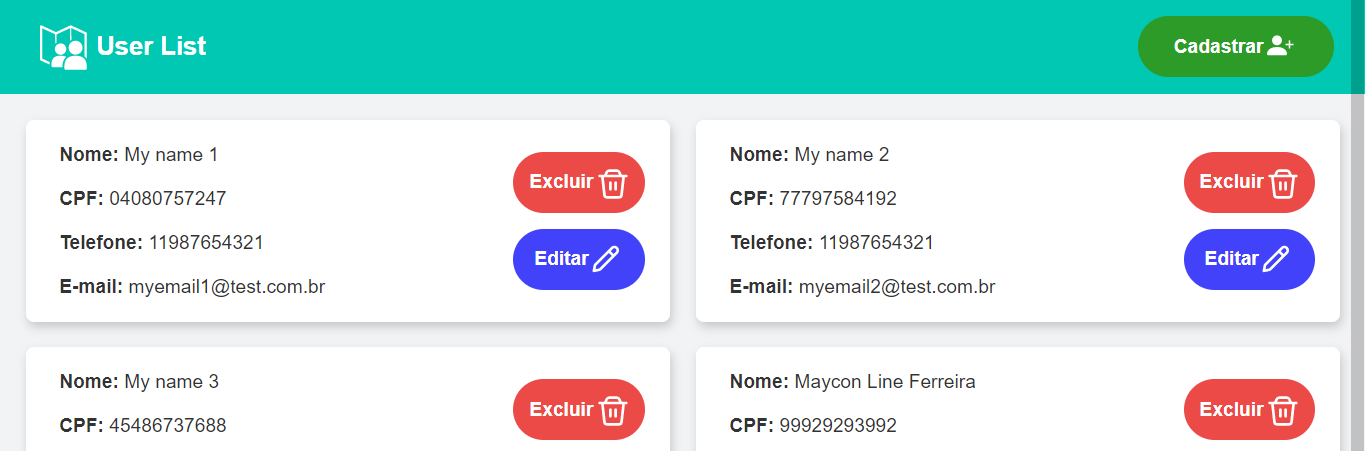 User List
Cadastrar
Nome: My name 1
CPF: 04080757247
Telefone: 11987654321
E-mail: myemail1@test.com.br
Excluir
Editar
Nome: My name 2
CPF: 77797584192
Telefone: 11987654321
E-mail: myemail2@test.com.br
Excluir
Editar
Nome: My name 3
CPF: 45486737688
Excluir
Nome: Maycon Line Ferreira
CPF: 99929293992
Excluir